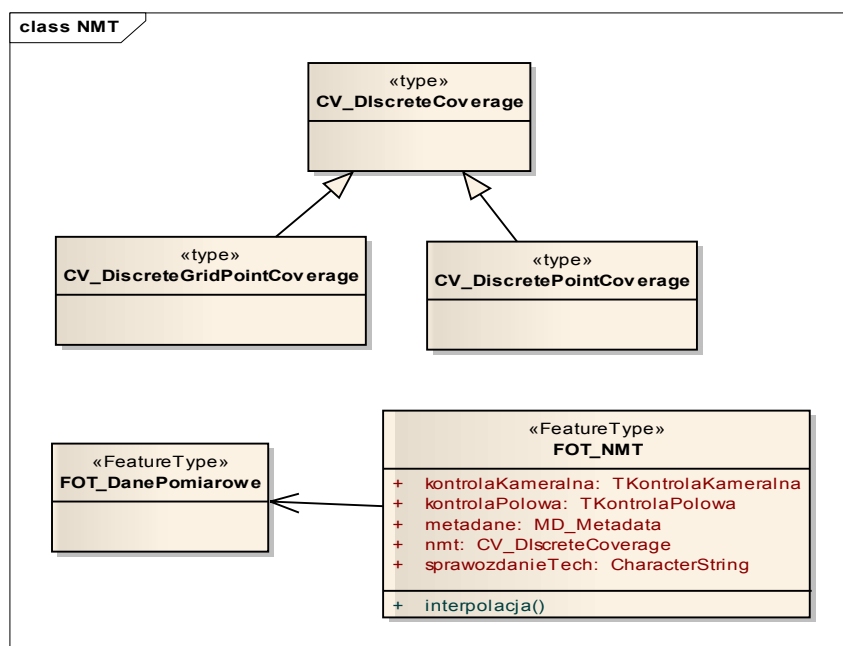 class NMT
«type»
CV_DIscreteCoverage
«type»
CV_DiscreteGridPointCoverage
«type»
CV_DiscretePointCoverage
«FeatureType»
FOT_DanePomiarowe
«FeatureType»
FOT_NMT
+ kontrolaKameralna: TKontrolaKameralna
+ kontrolaPolowa: TKontrolaPolowa
+ metadane: MD_Metadata
+ nmt: CV_DIscreteCoverage
+ sprawozdanieTech: CharacterString
+ interpolacja()